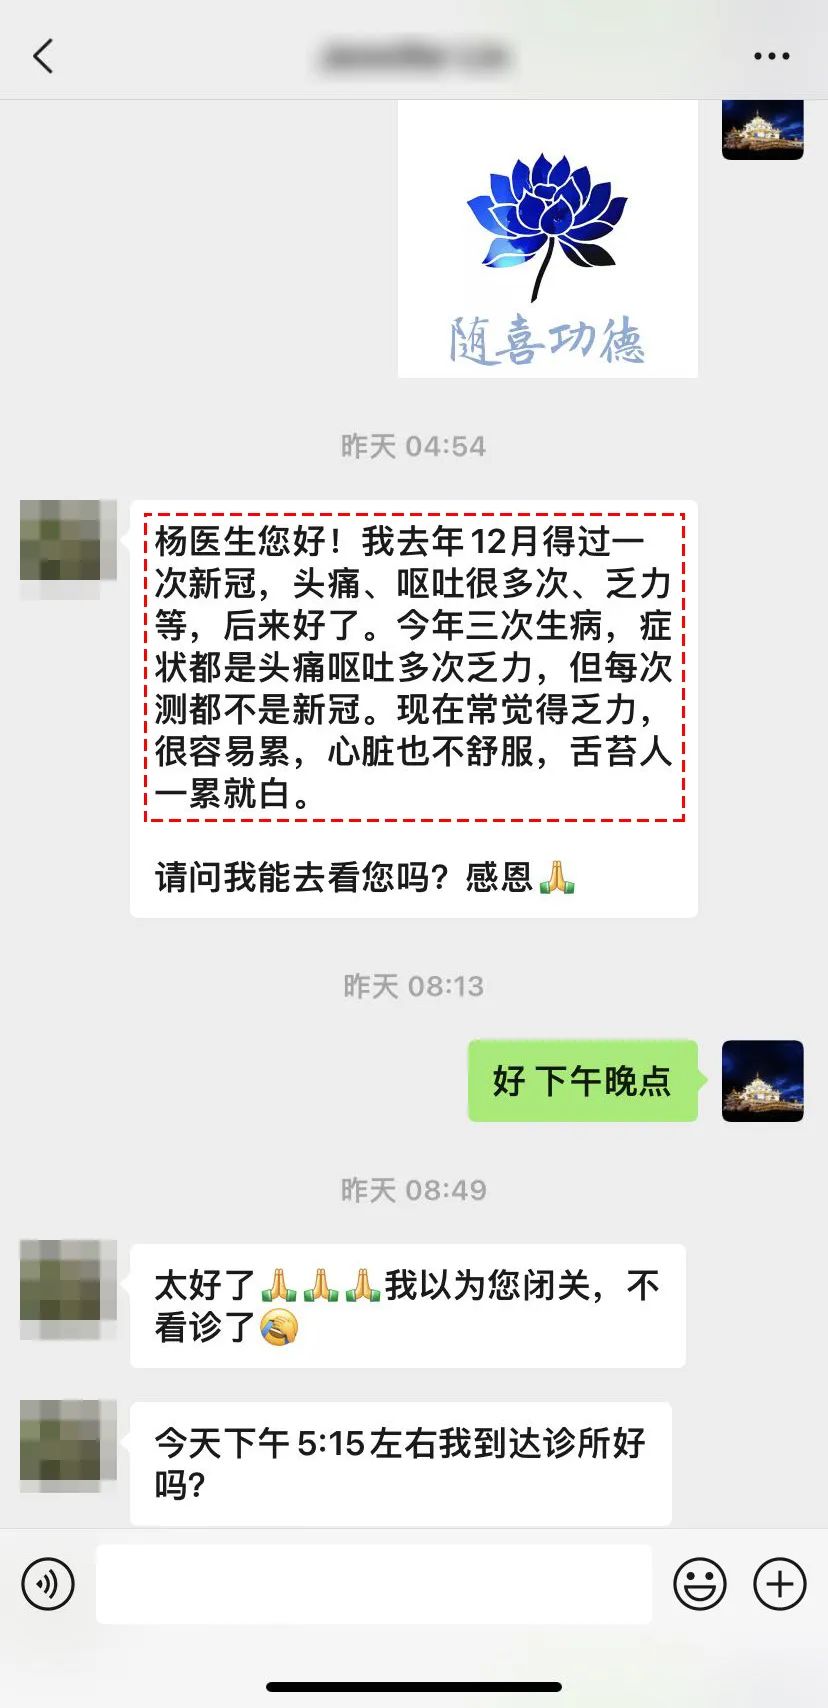 随喜功德
昨天 04:54
杨医生您好！我去年12月得过一
次新冠，头痛、呕吐很多次、乏力
等，后来好了。今年三次生病，症
状都是头痛呕吐多次乏力，但每次
测都不是新冠。现在常觉得乏力，
很容易累，心脏也不舒服，舌苔人
一累就白。
请问我能去看您吗？感恩🙏
昨天 08:13
好 下午晚点
昨天 08:49
太好了🙏🙏🙏我以为您闭关，不
看诊了🤣
今天下午5:15左右我到达诊所好
吗?